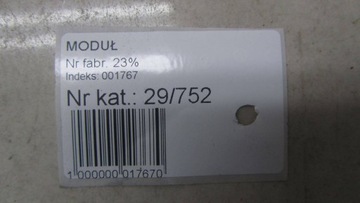 MODUŁ
Nr fabr. 23%
Indeks: 001767
Nr kat.: 29/752
1 000000 017670